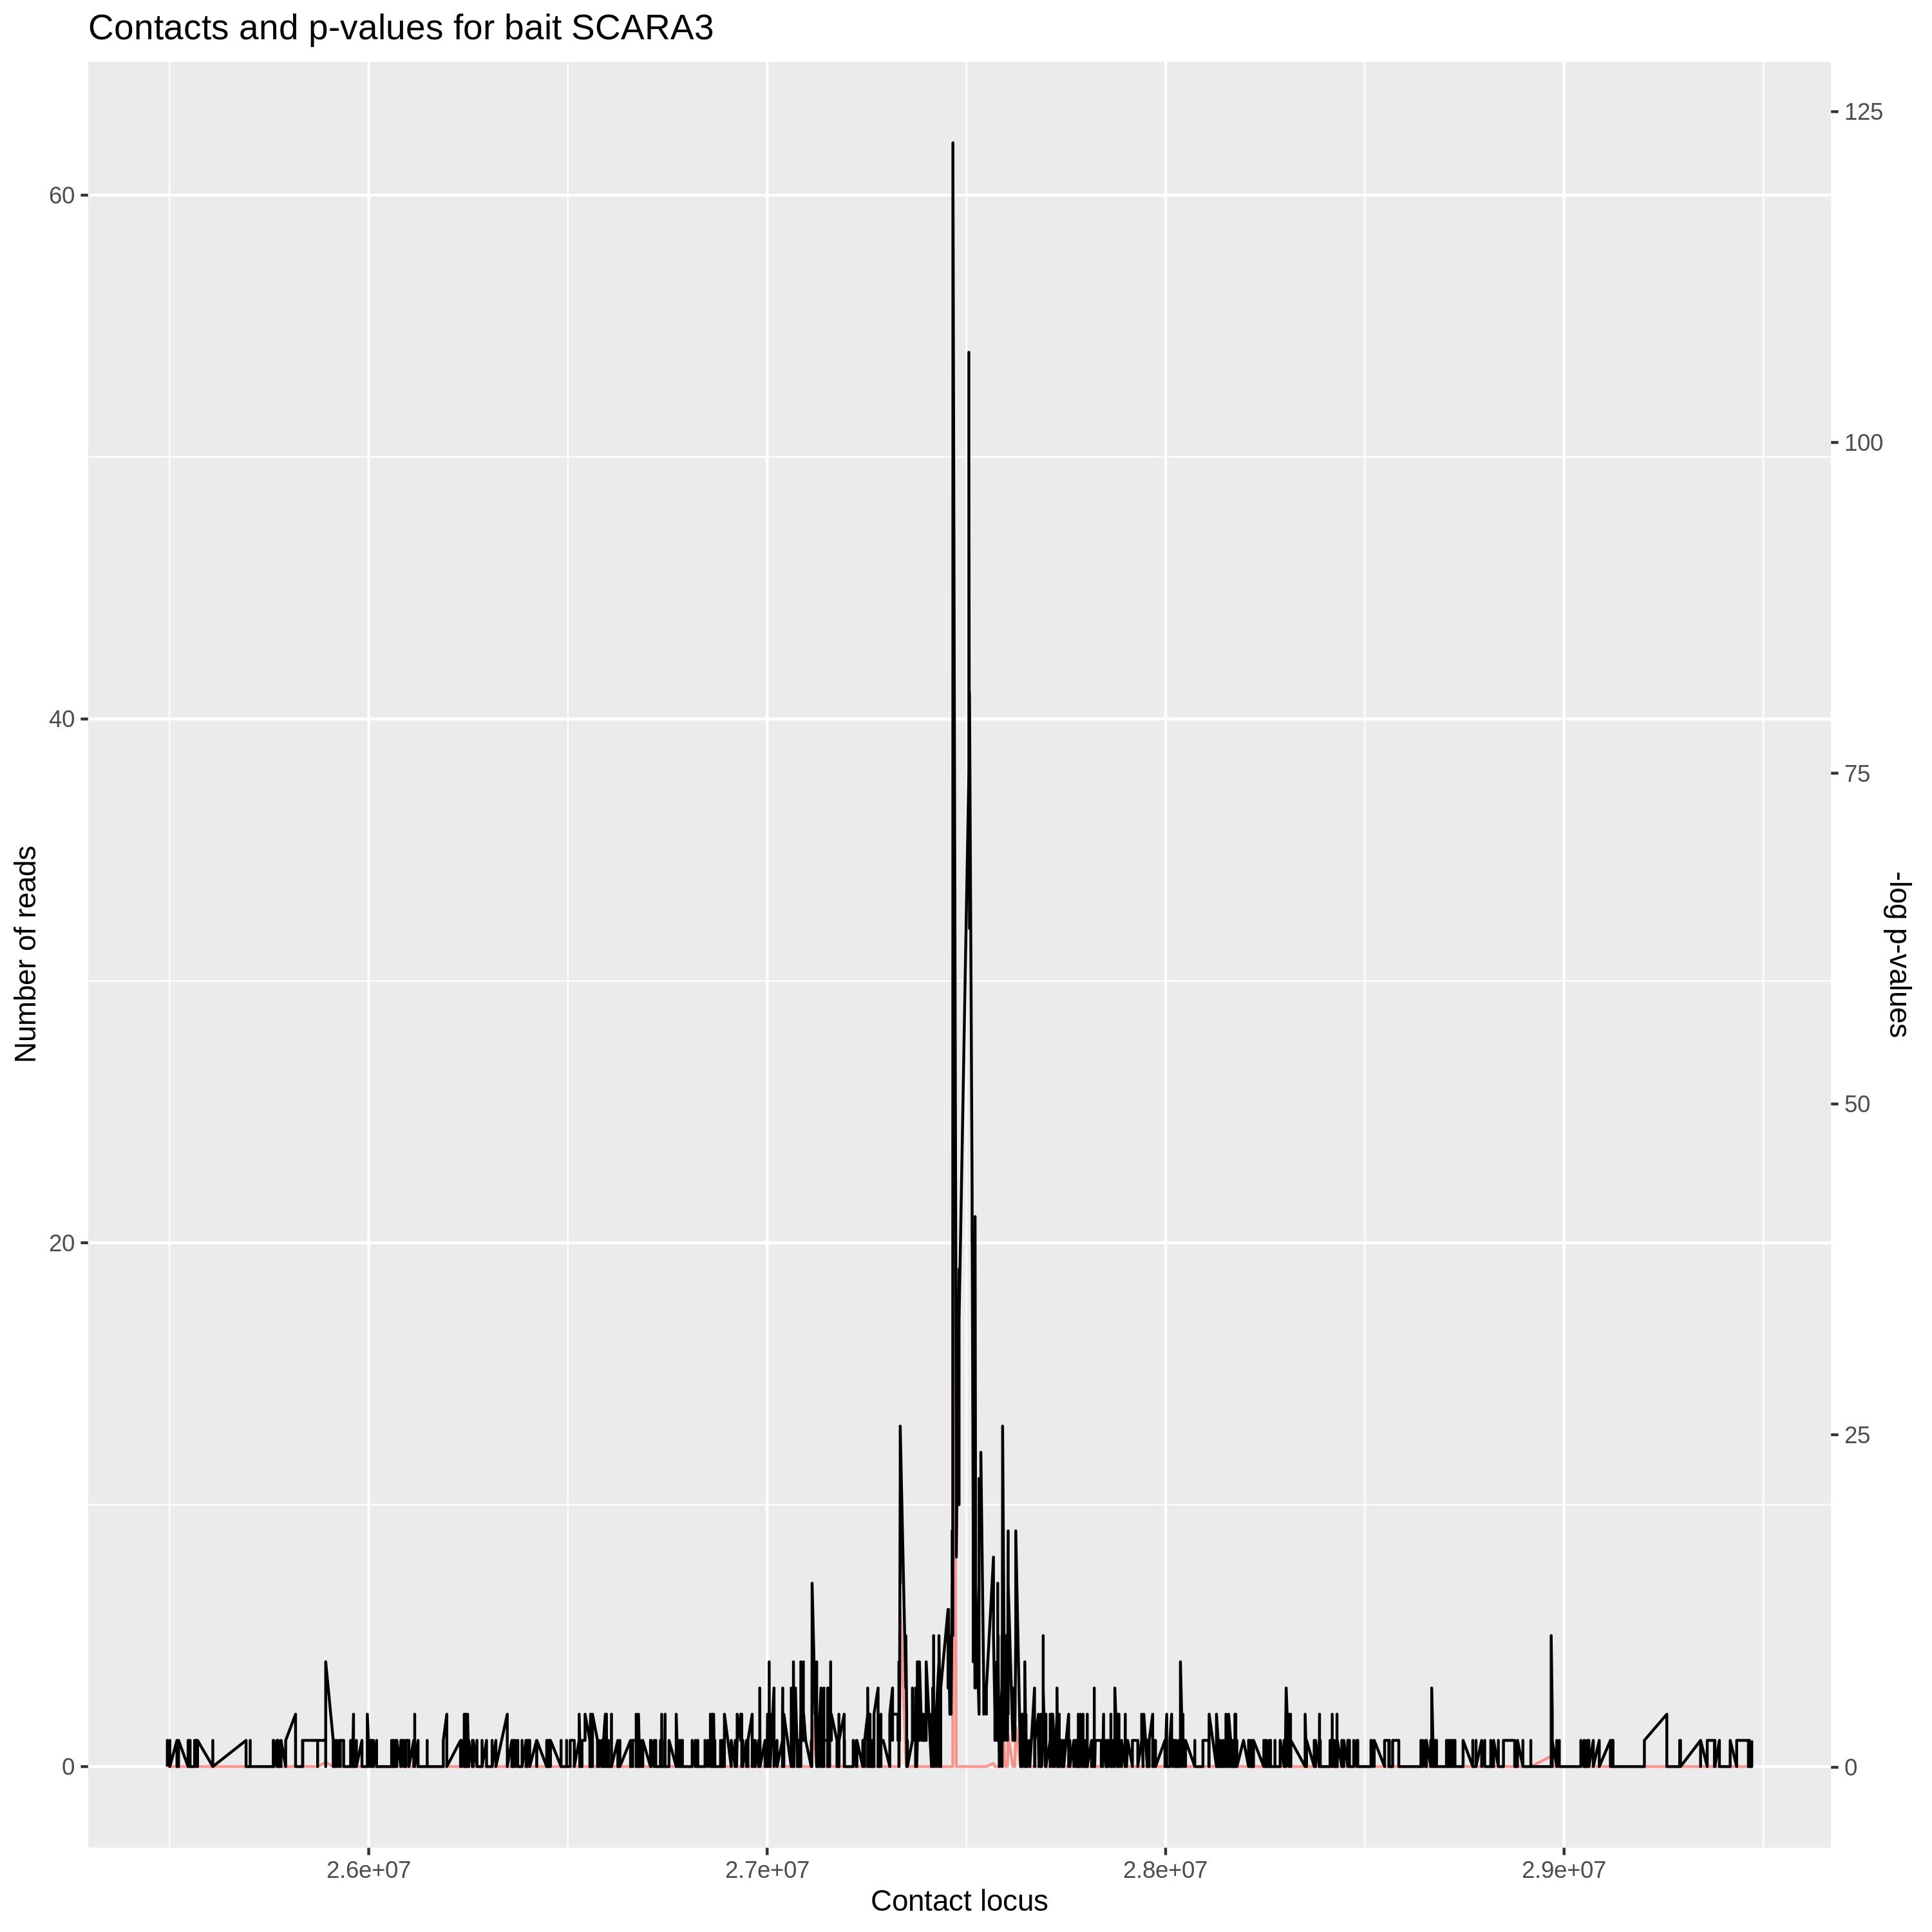 Contacts and p-values for bait SCARA3
60
40
20
0
Number of reads
125
100
75
50
25
0
-log p-values
2.6e+07
2.7e+07
2.8e+07
2.9e+07
Contact locus